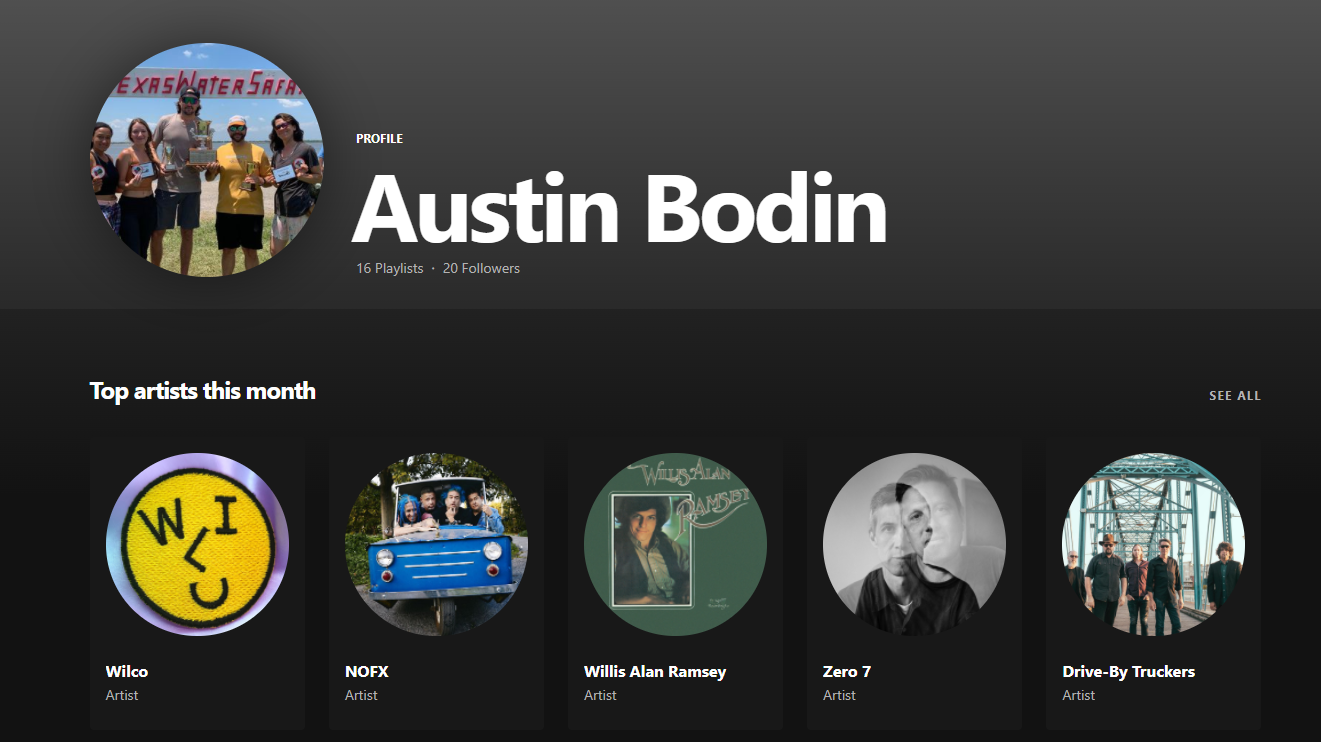 EXASWATERSAFA
PROFILE
Austin Bodin
16 Playlists · 20 Followers
Top artists this month
SEE ALL
W I L C O
WILLIS ALAN
RAMSEY
Wilco
Artist
NOFX
Artist
Willis Alan Ramsey
Artist
Zero 7
Artist
Drive-By Truckers
Artist